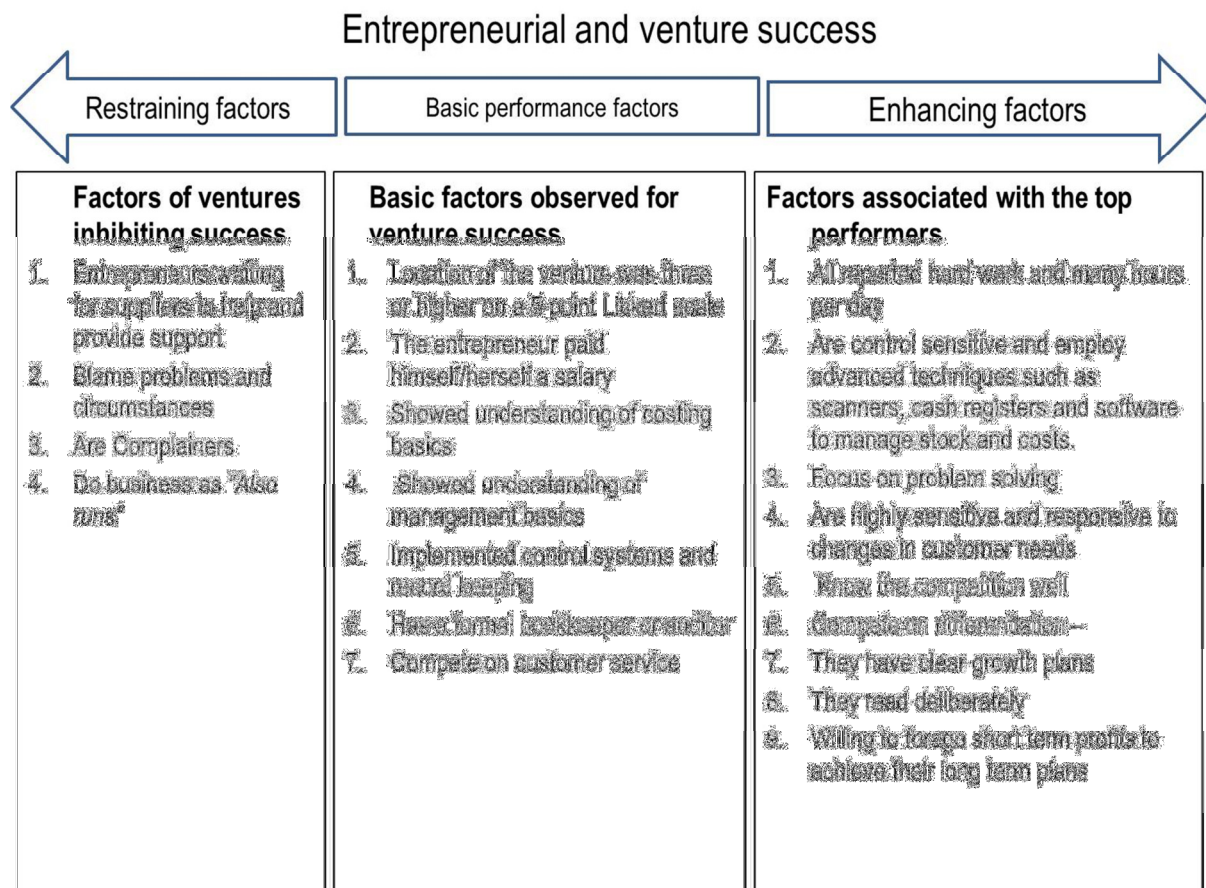 Entrepreneurial and venture success
Restraining factors
Basic performance factors
Enhancing factors
Factors of ventures
inhibiting success
1. Entrepreneurs waiting
for suppliers to help and
provide support
2. Blame problems and
circumstances
3. Are Complainers
4. Do business as "Also
runs"
Basic factors observed for
venture success
1. Location of the venture was three
or higher on a point scale
2. The entrepreneur paid
himself/herself a salary
3. Showed understanding of costing
basics
4. Showed understanding of
management basics
5. Implemented control systems and
record keeping
6. Have formal bookkeeper or auditor
7. Compete on customer service
Factors associated with the top
performers
1. All reported hard work and many hours
per day
2. Are control sensitive and employ
advanced techniques such as
scanners, cash registers and software
to manage stock and costs.
3. Focus on problem solving
4. Are highly sensitive and responsive to
changes in customer needs
5. Know the competition well
6. Compete on differentiation –
7. They have clear growth plans
8. They read deliberately
9. Willing to forego short term profits to
achieve their long term plans